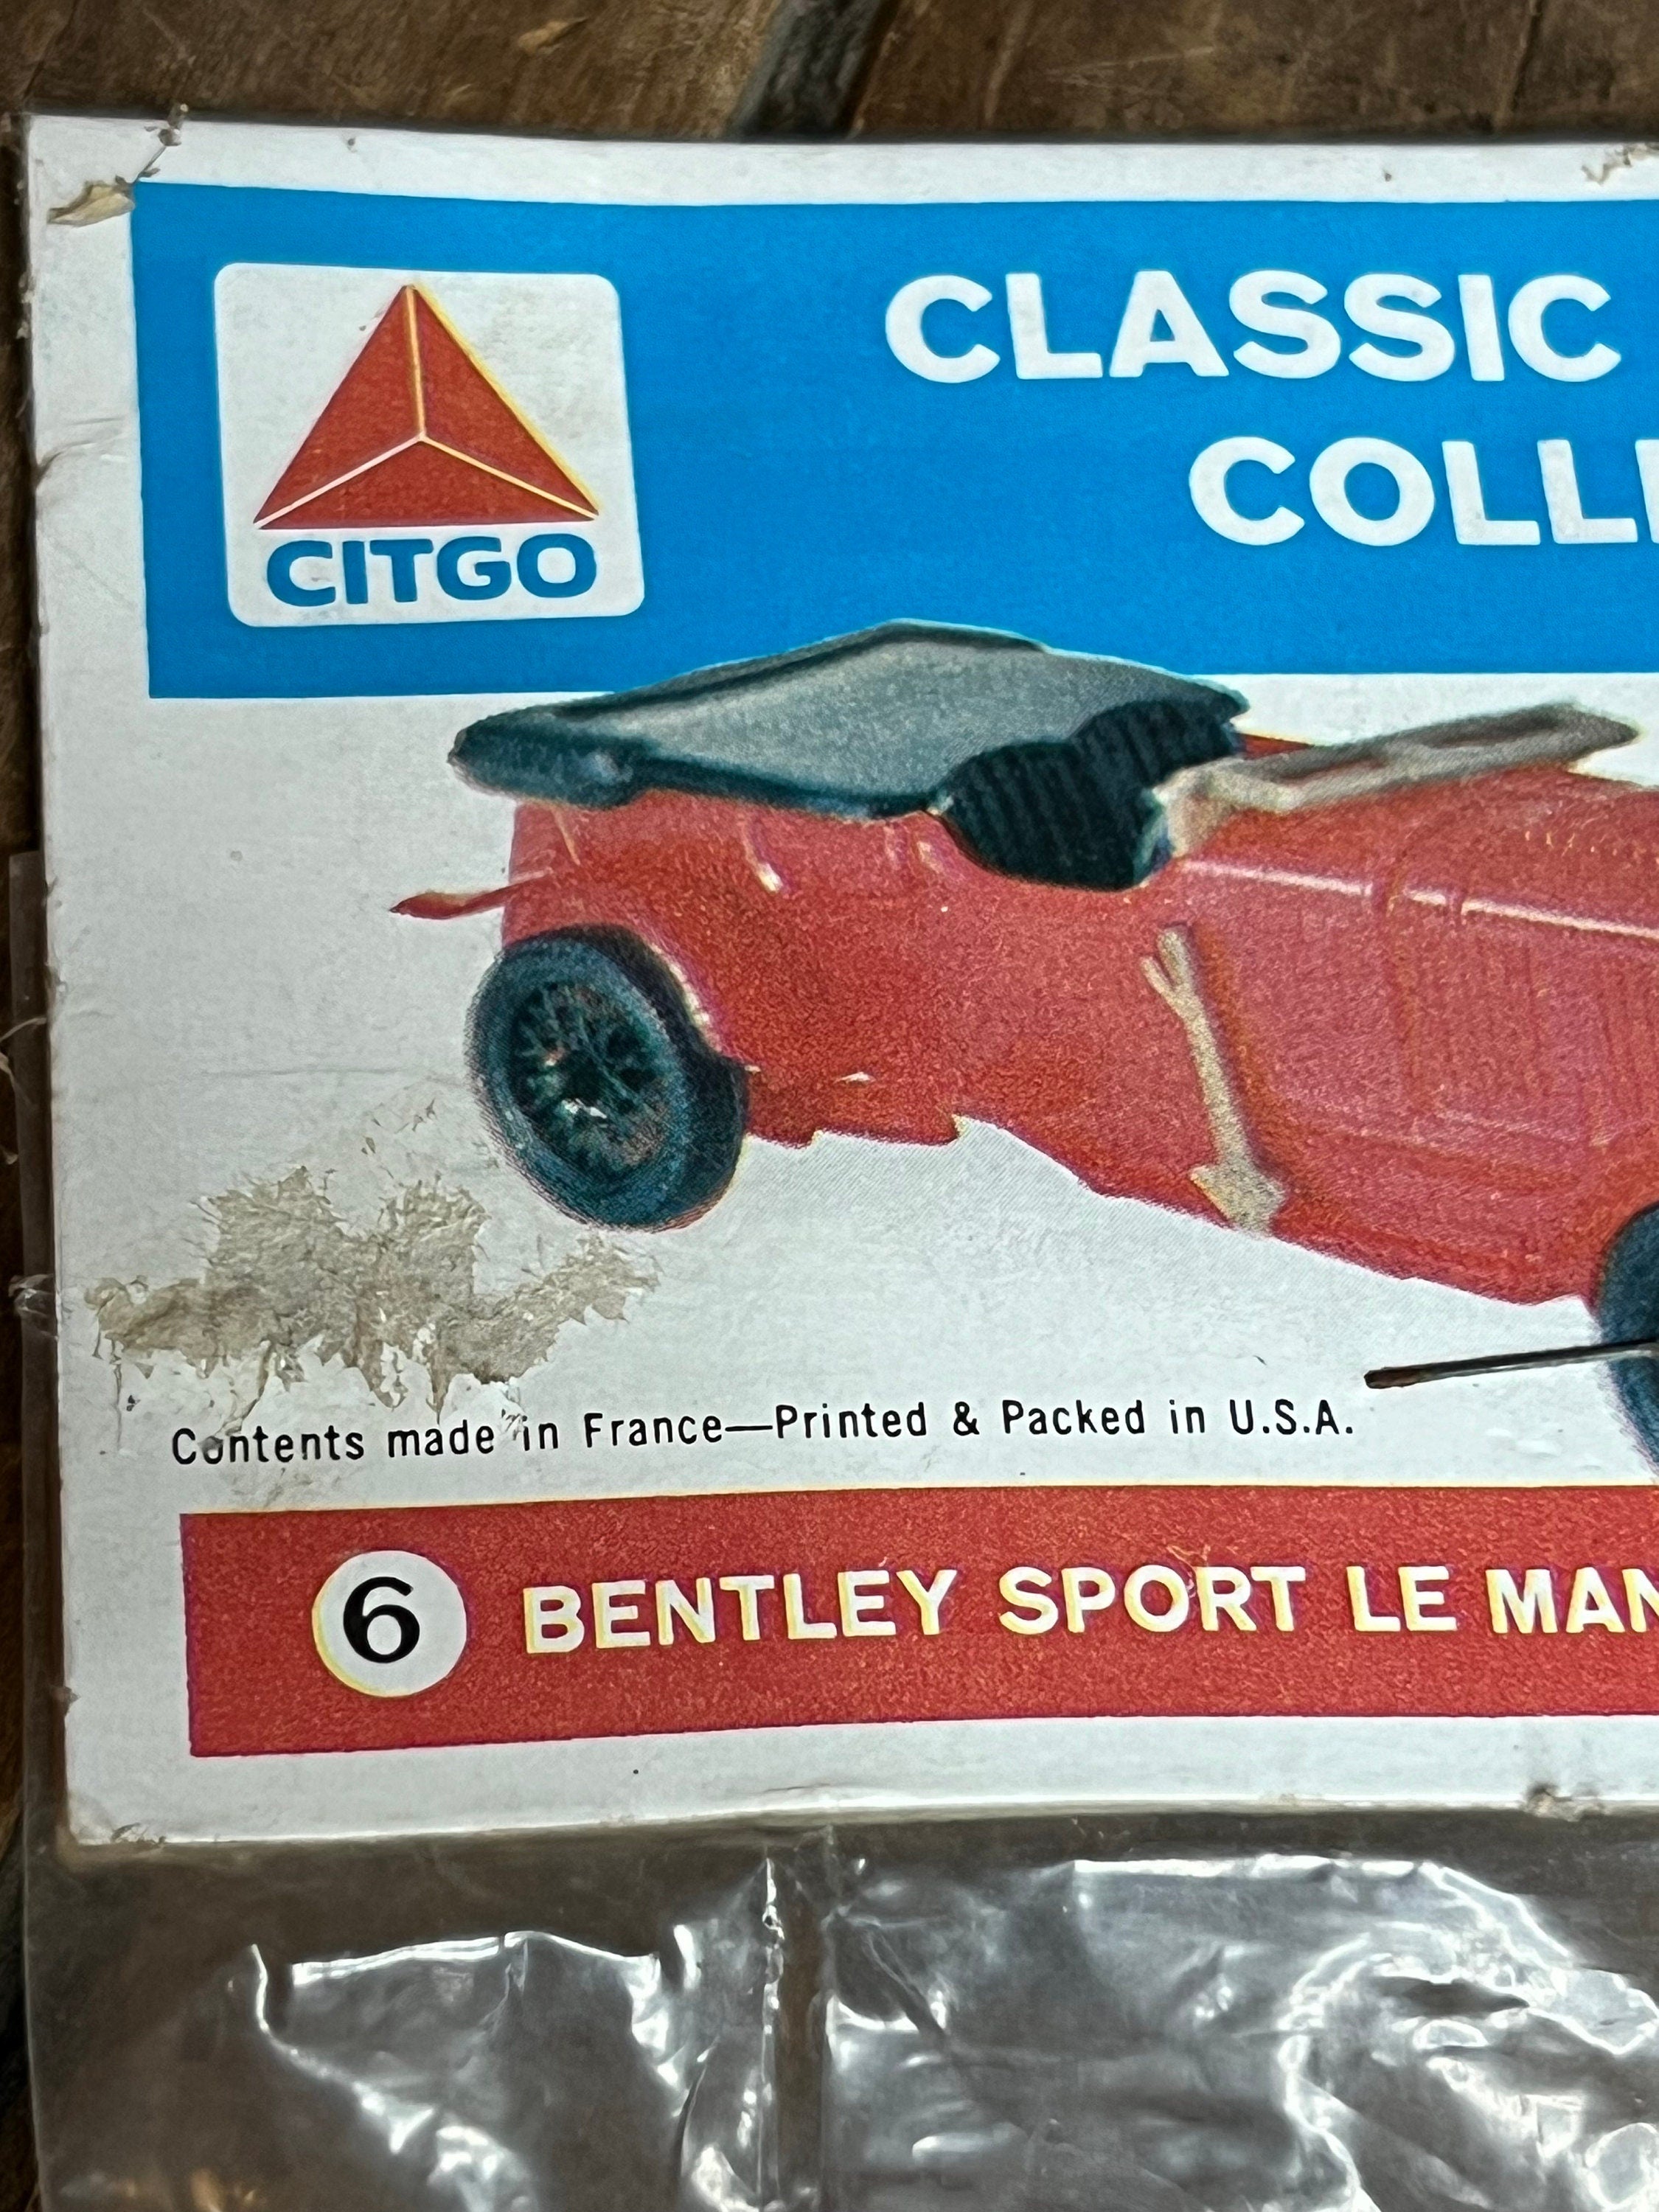 CITGO
CLASSIC
COLL
Contents made in France—Printed & Packed in U.S.A.
6 BENTLEY SPORT LE MAN